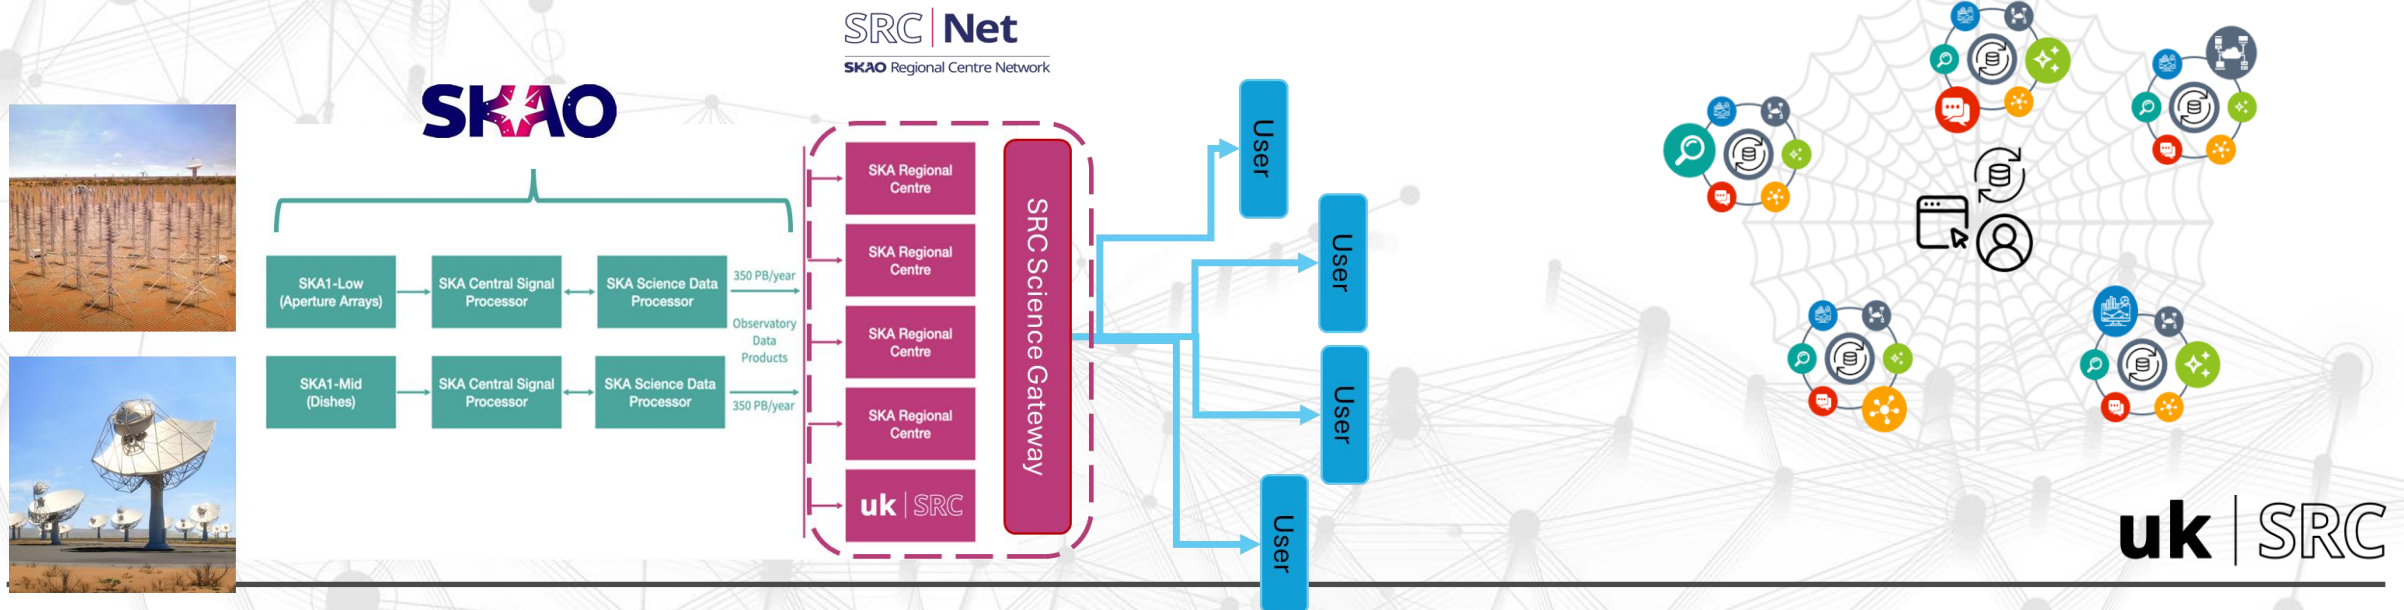 SRC Net
SKAO Regional Centre Network
SKAO
SKA1-Low
(Aperture Arrays)
SKA Central Signal
Processor
SKA Science Data
Processor
350 PB/year
Observatory
Data
Products
SKA1-Mid
(Dishes)
SKA Central Signal
Processor
SKA Science Data
Processor
350 PB/year
SKA Regional
Centre
SKA Regional
Centre
SKA Regional
Centre
SKA Regional
Centre
uk SRC
SRC Science Gateway
User
User
User
User
uk SRC